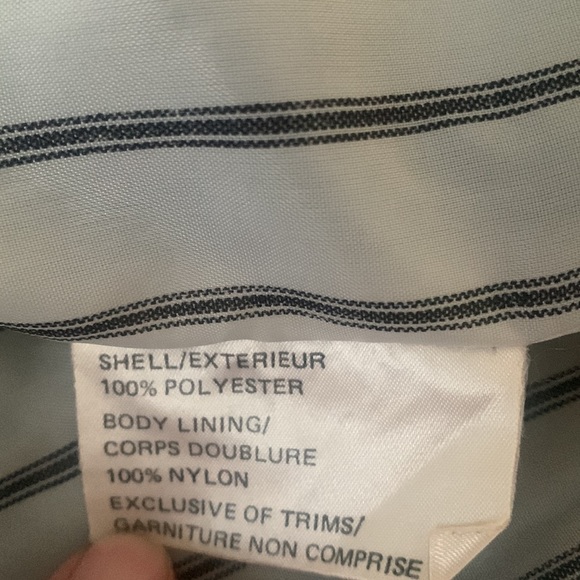 SHELL/EXTERIEUR
100% POLYESTER
BODY LINING/
CORPS DOUBLURE
100% NYLON
EXCLUSIVE OF TRIMS/
GARNITURE NON COMPRISE